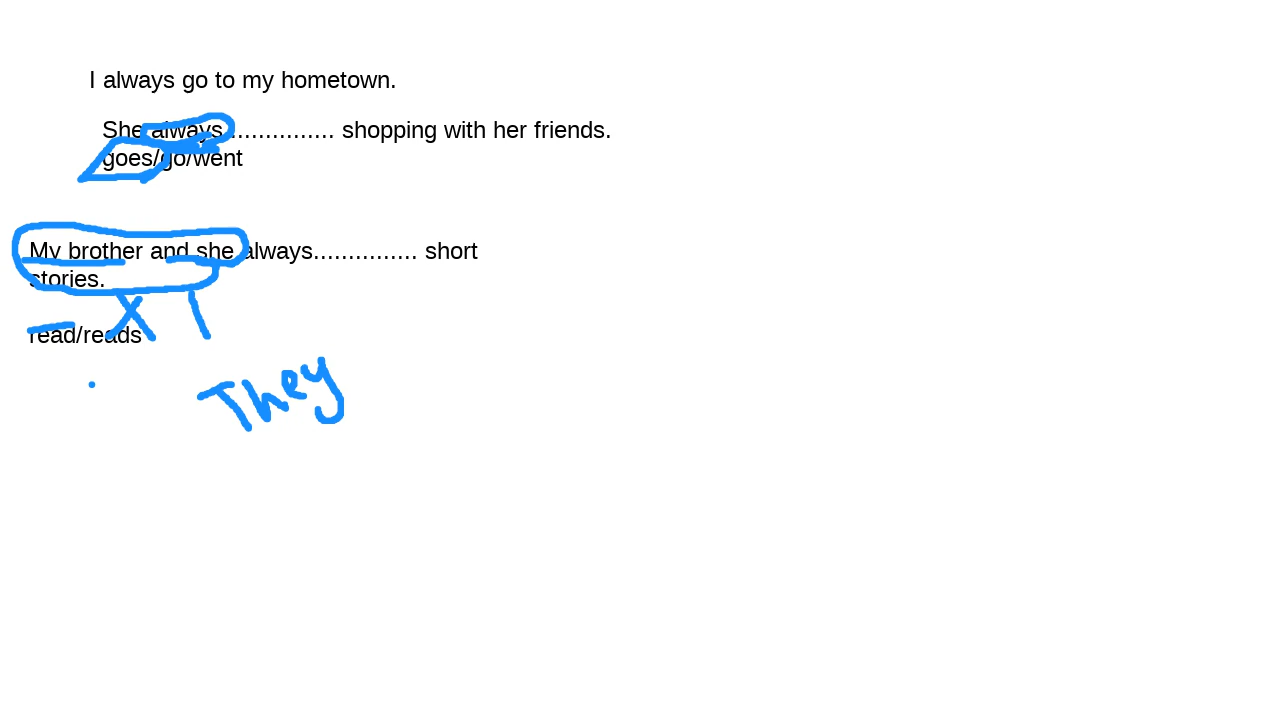 I always go to my hometown.
She always............... shopping with her friends.
goes/go/went
My brother and she always............... short
stories.
X
read/reads
They